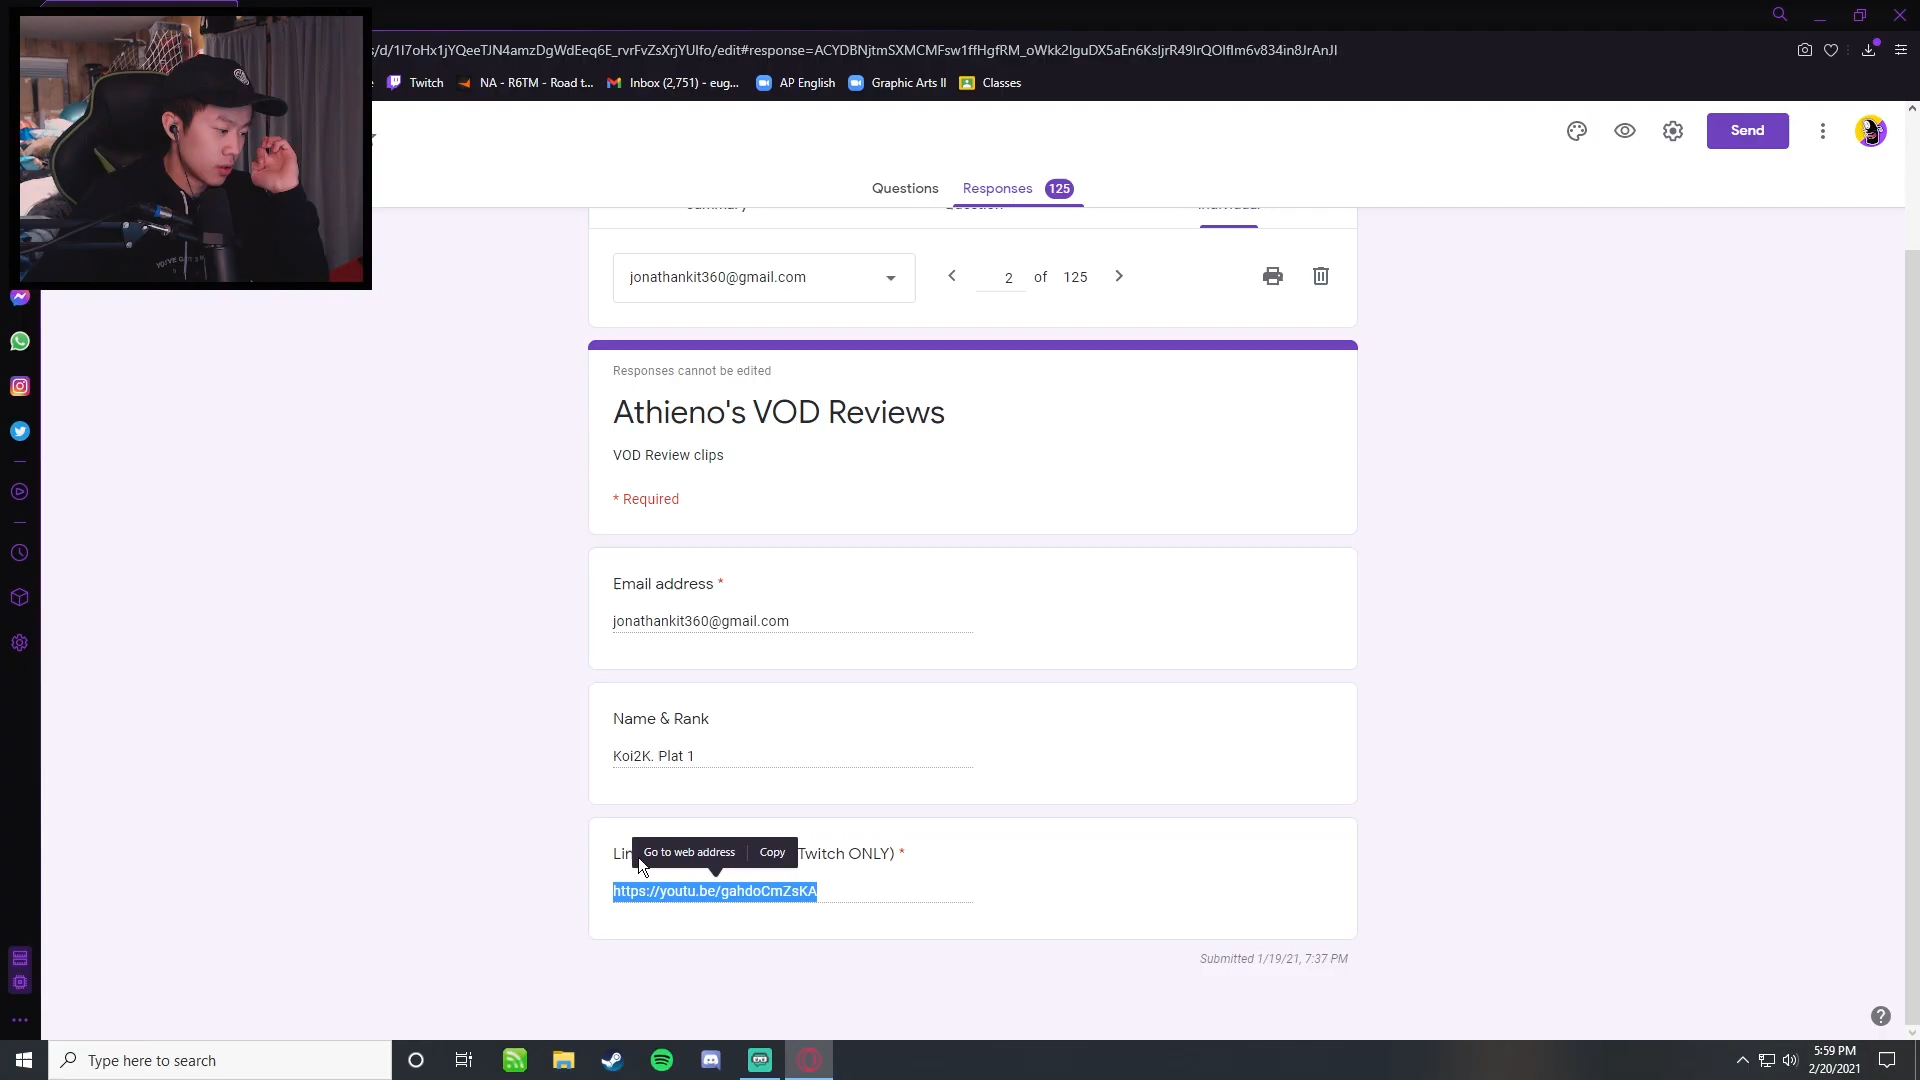 s/d/1I7oHx1jYQeeTJN4amzDgWdEeq6E_rvrFvZsXrjYUIfo/edit#response=ACYDBNjtmSXMCMFsw1ffHgfRM_oWkk2lguDX5aEn6KsljrR49lrQOlflm6v834in8JrAnJI
Twitch NA - R6TM - Road t... Inbox (2,751) - eug... AP English Graphic Arts II Classes
Send
Questions Responses 125
Summary Question Individual
jonathankit360@gmail.com 2 of 125
Responses cannot be edited
Athieno's VOD Reviews
VOD Review clips
* Required
Email address *
jonathankit360@gmail.com
Name & Rank
Koi2K. Plat 1
Go to web address Copy
Lin Twitch ONLY) *
https://youtu.be/gahdoCmZsKA
Submitted 1/19/21, 7:37 PM
Type here to search
5:59 PM
2/20/2021